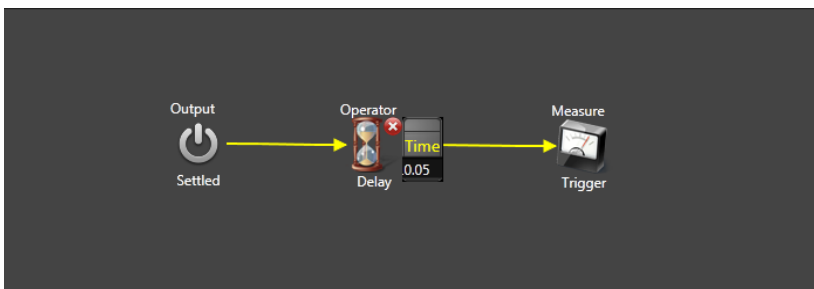 Output
Settled
Operator
Time
0.05
Delay
Measure
Trigger